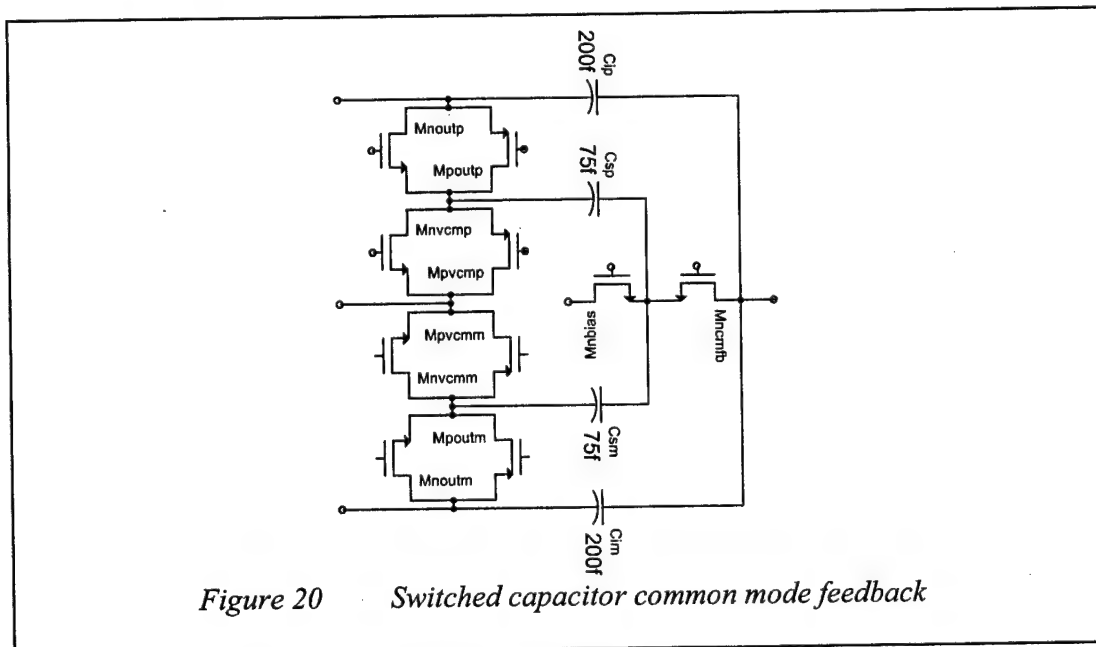 Cip
200f
Mnoutp
Mpoutp
Csp
75f
Mnvcmp
Mpvcmp
Mnbias
Mncmfb
Mpvcmm
Mnvcmm
Csm
75f
Mpoutm
Mnoutm
Cim
200f
Figure 20 Switched capacitor common mode feedback